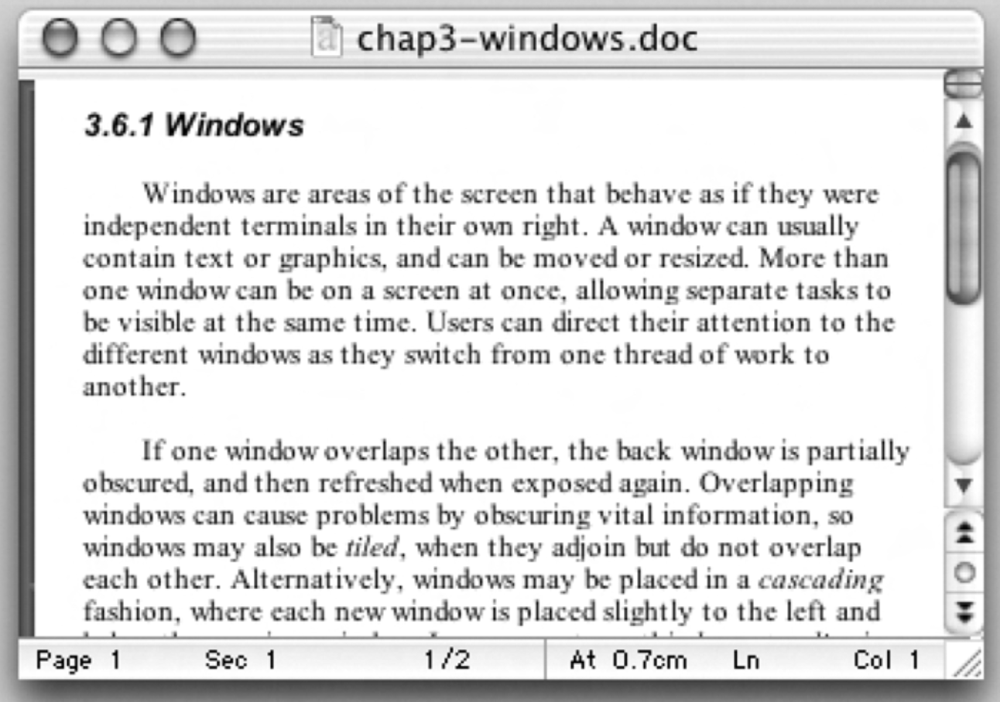 chap3-windows.doc
3.6.1 Windows
Windows are areas of the screen that behave as if they were
independent terminals in their own right. A window can usually
contain text or graphics, and can be moved or resized. More than
one window can be on a screen at once, allowing separate tasks to
be visible at the same time. Users can direct their attention to the
different windows as they switch from one thread of work to
another.
If one window overlaps the other, the back window is partially
obscured, and then refreshed when exposed again. Overlapping
windows can cause problems by obscuring vital information, so
windows may also be tiled, when they adjoin but do not overlap
each other. Alternatively, windows may be placed in a cascading
fashion, where each new window is placed slightly to the left and
Page 1 Sec 1 1/2 At 0.7cm Ln Col 1